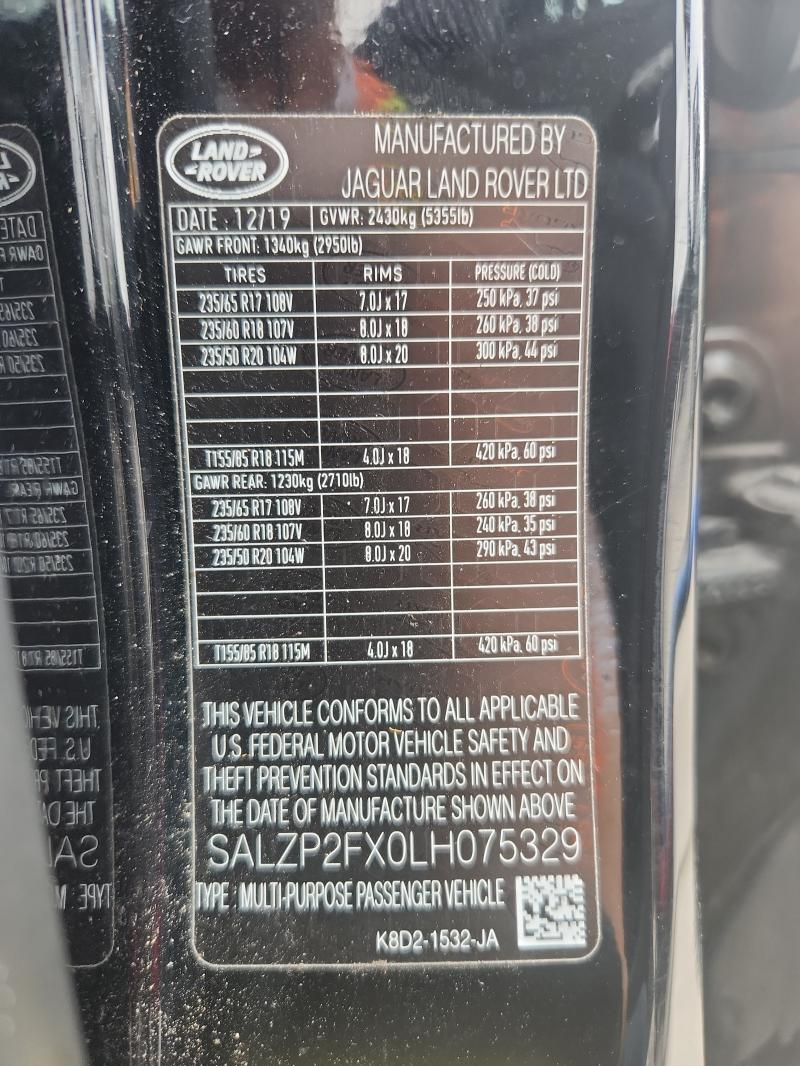 LAND-
-ROVER
MANUFACTURED BY
JAGUAR LAND ROVER LTD
DATE : 12/19 GVWR: 2430kg (5355lb)
GAWR FRONT: 1340kg (2950lb)
TIRES RIMS PRESSURE (COLD)
235/65 R17 108V 7.0J x 17 250 kPa, 37 psi
235/60 R18 107V 8.0J x 18 260 kPa, 38 psi
235/50 R20 104W 8.0J x 20 300 kPa, 44 psi
T155/85 R18 115M 4.0J x 18 420 kPa, 60 psi
GAWR REAR: 1230kg (2710lb)
235/65 R17 108V 7.0J x 17 260 kPa, 38 psi
235/60 R18 107V 8.0J x 18 240 kPa, 35 psi
235/50 R20 104W 8.0J x 20 290 kPa, 43 psi
T155/85 R18 115M 4.0J x 18 420 kPa, 60 psi
THIS VEHICLE CONFORMS TO ALL APPLICABLE
U.S. FEDERAL MOTOR VEHICLE SAFETY AND
THEFT PREVENTION STANDARDS IN EFFECT ON
THE DATE OF MANUFACTURE SHOWN ABOVE
SALZP2FX0LH075329
TYPE : MULTI-PURPOSE PASSENGER VEHICLE
K8D2-1532-JA